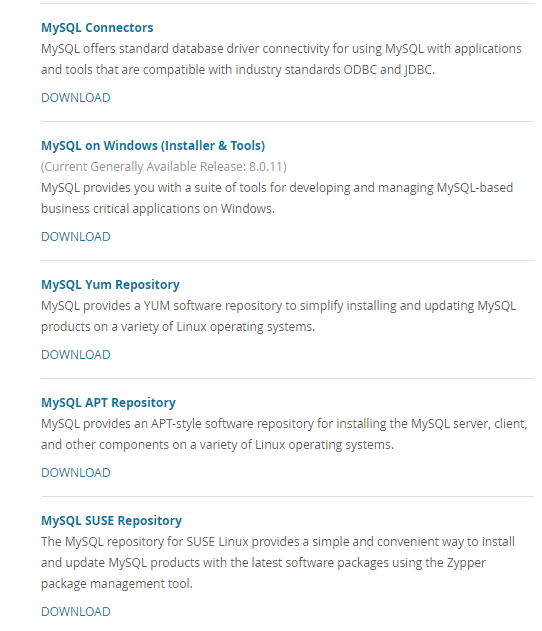 MySQL Connectors
MySQL offers standard database driver connectivity for using MySQL with applications
and tools that are compatible with industry standards ODBC and JDBC.
DOWNLOAD
MySQL on Windows (Installer & Tools)
(Current Generally Available Release: 8.0.11)
MySQL provides you with a suite of tools for developing and managing MySQL-based
business critical applications on Windows.
DOWNLOAD
MySQL Yum Repository
MySQL provides a YUM software repository to simplify installing and updating MySQL
products on a variety of Linux operating systems.
DOWNLOAD
MySQL APT Repository
MySQL provides an APT-style software repository for installing the MySQL server, client,
and other components on a variety of Linux operating systems.
DOWNLOAD
MySQL SUSE Repository
The MySQL repository for SUSE Linux provides a simple and convenient way to install
and update MySQL products with the latest software packages using the Zypper
package management tool.
DOWNLOAD